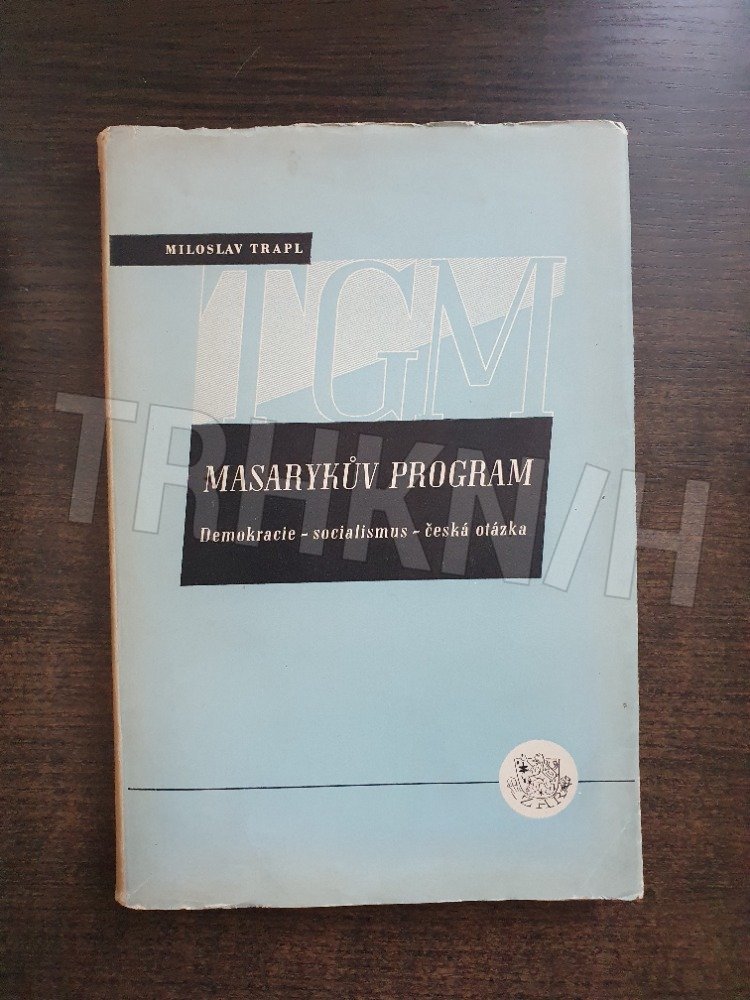 MILOSLAV TRAPL
TGM
MASARYKŮV PROGRAM
Demokracie - socialismus - česká otázka
TRHKNIH